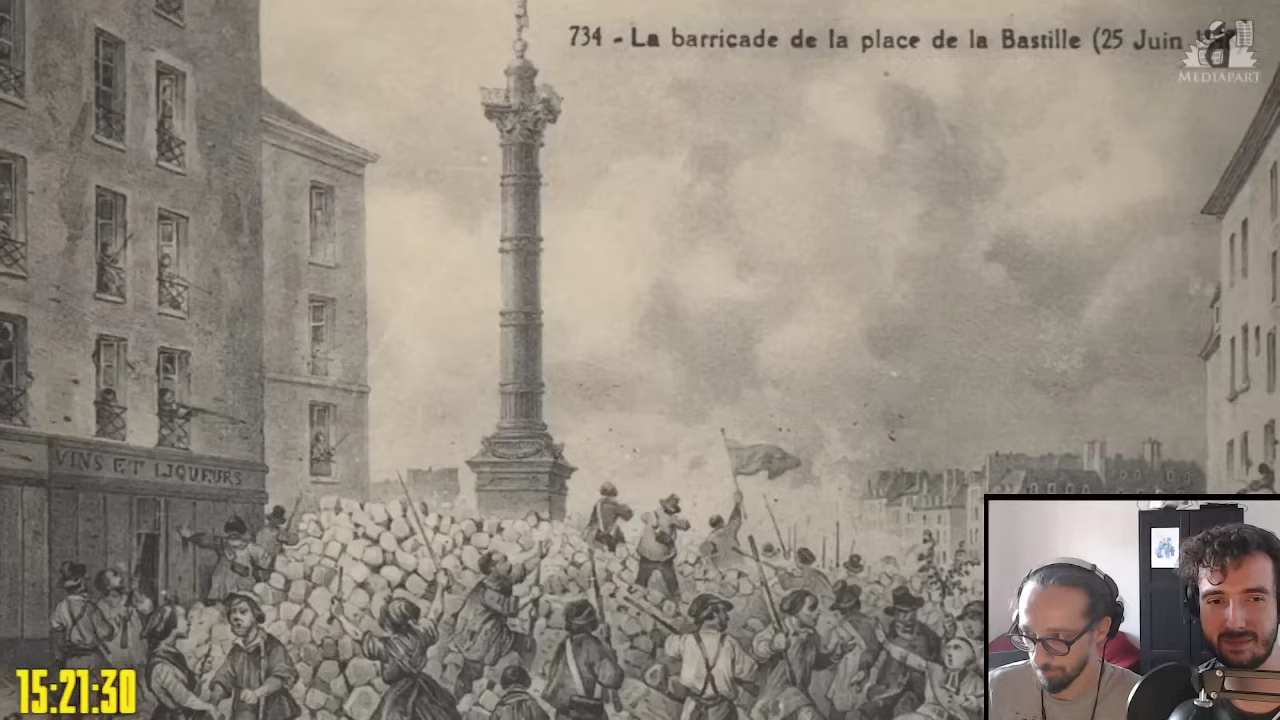 734 - La barricade de la place de la Bastille (25 Juin
MEDIAPART
VINS ET LIQUEURS
15:21:30